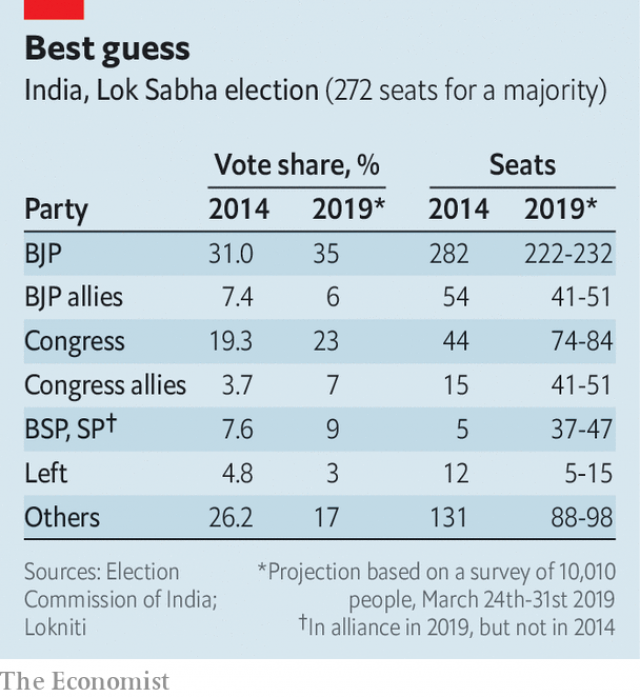 Best guess
India, Lok Sabha election (272 seats for a majority)
Vote share, % Seats
Party 2014 2019* 2014 2019*
BJP 31.0 35 282 222-232
BJP allies 7.4 6 54 41-51
Congress 19.3 23 44 74-84
Congress allies 3.7 7 15 41-51
BSP, SP† 7.6 9 5 37-47
Left 4.8 3 12 5-15
Others 26.2 17 131 88-98
Sources: Election
Commission of India;
Lokniti
*Projection based on a survey of 10,010
people, March 24th-31st 2019
†In alliance in 2019, but not in 2014
The Economist